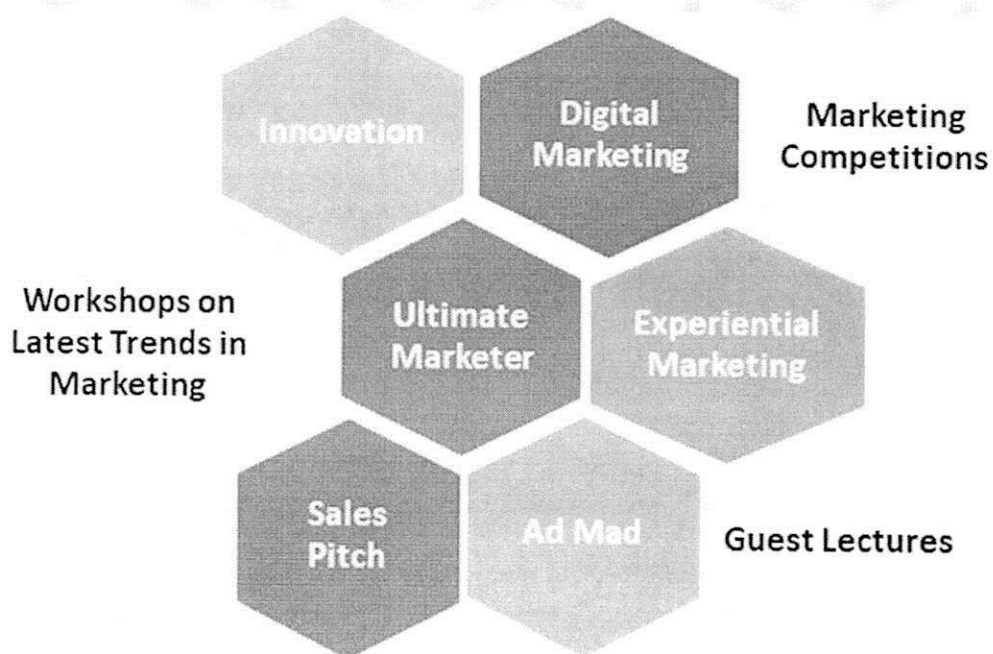 Innovation
Digital
Marketing
Marketing
Competitions
Workshops on
Latest Trends in
Marketing
Ultimate
Marketer
Experiential
Marketing
Sales
Pitch
Ad Mad
Guest Lectures